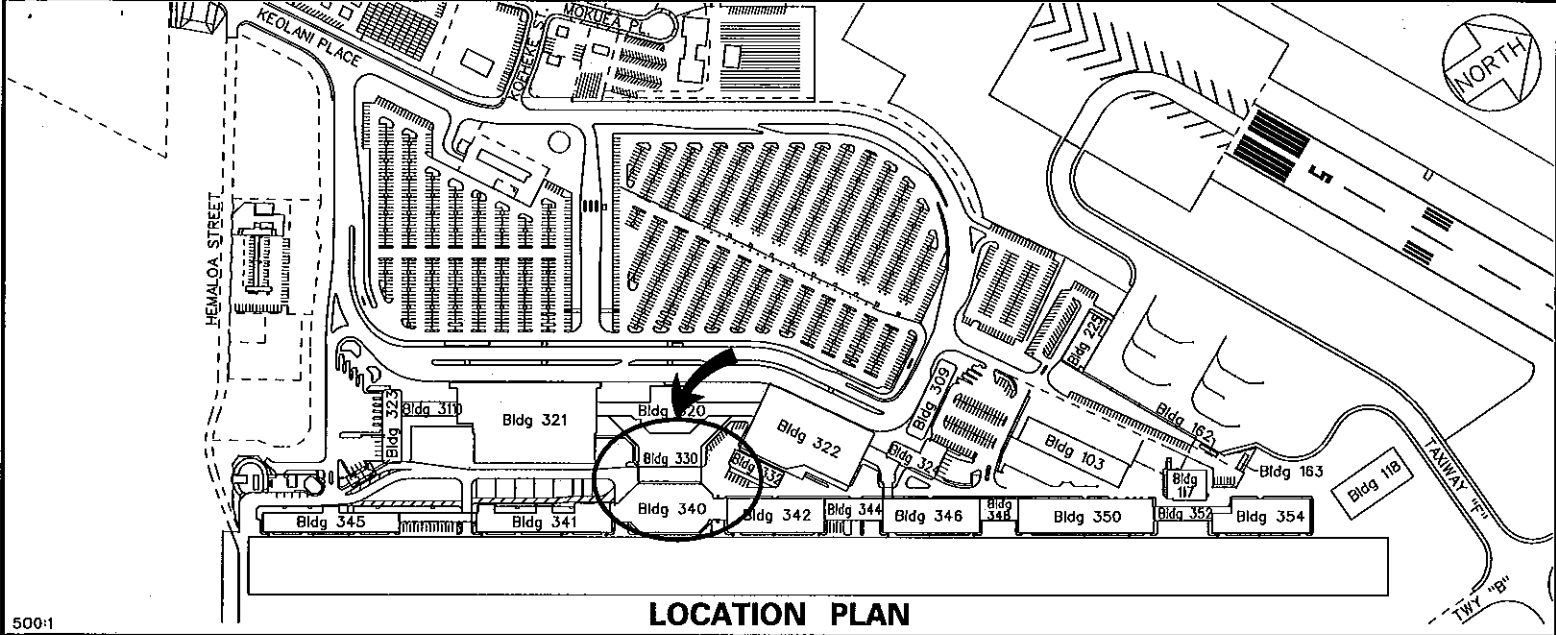 KEOLANI PLACE
KOEHEKE ST.
MOKUEA PL.
NORTH
5
HEMALOA STREET
Bldg 225
Bldg 309
Bldg 323
Bldg 311
Bldg 321
Bldg 320
Bldg 322
Bldg 324
Bldg 162
Bldg 103
Bldg 163
Bldg 330
Bldg 332
Bldg 117
Bldg 118
TAXIWAY "F"
Bldg 345
Bldg 341
Bldg 340
Bldg 342
Bldg 344
Bldg 346
Bldg 348
Bldg 350
Bldg 352
Bldg 354
TWY "B"
LOCATION PLAN
500:1